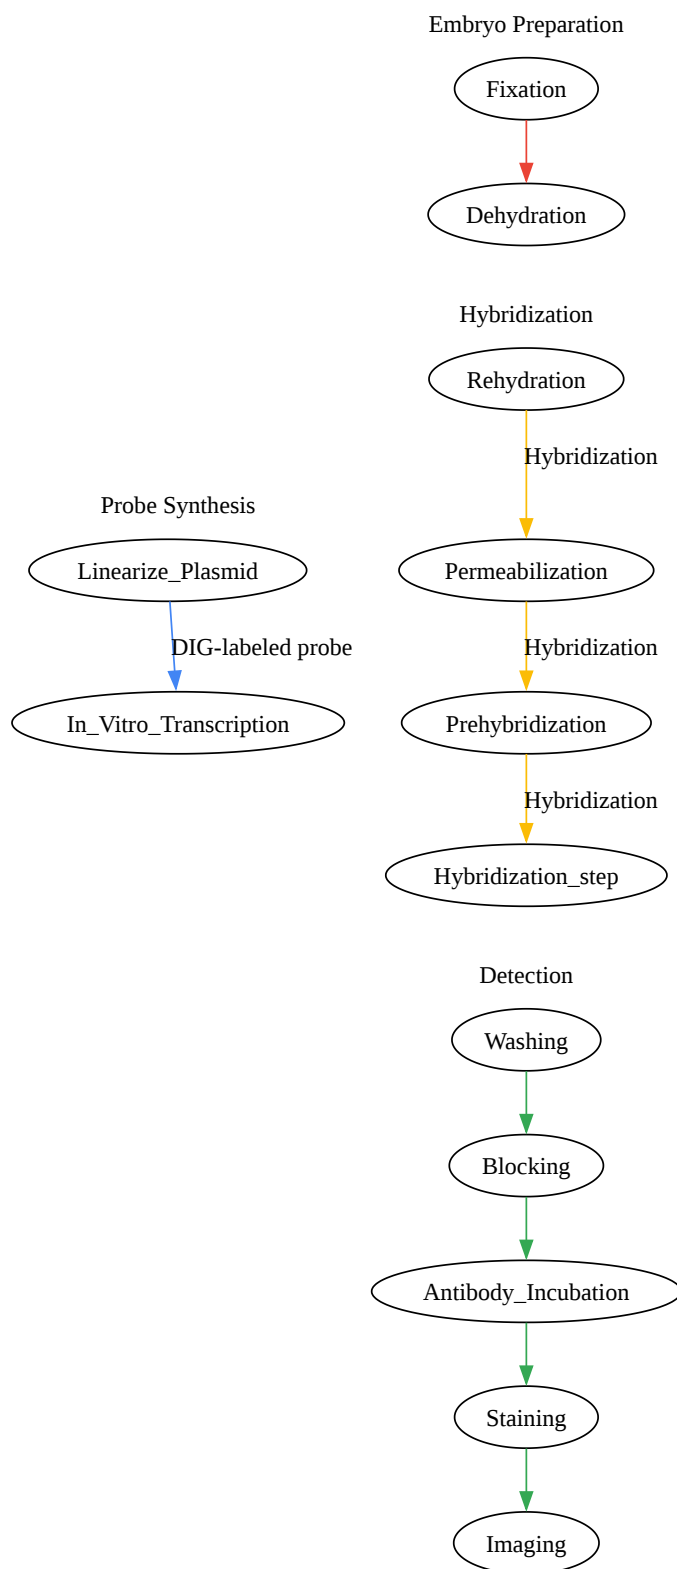 Embryo Preparation
Fixation
Dehydration
Hybridization
Rehydration
Hybridization
Probe Synthesis
Linearize_Plasmid
Permeabilization
DIG-labeled probe
Hybridization
In_Vitro_Transcription
Prehybridization
Hybridization
Hybridization_step
Detection
Washing
Blocking
Antibody_Incubation
Staining
Imaging